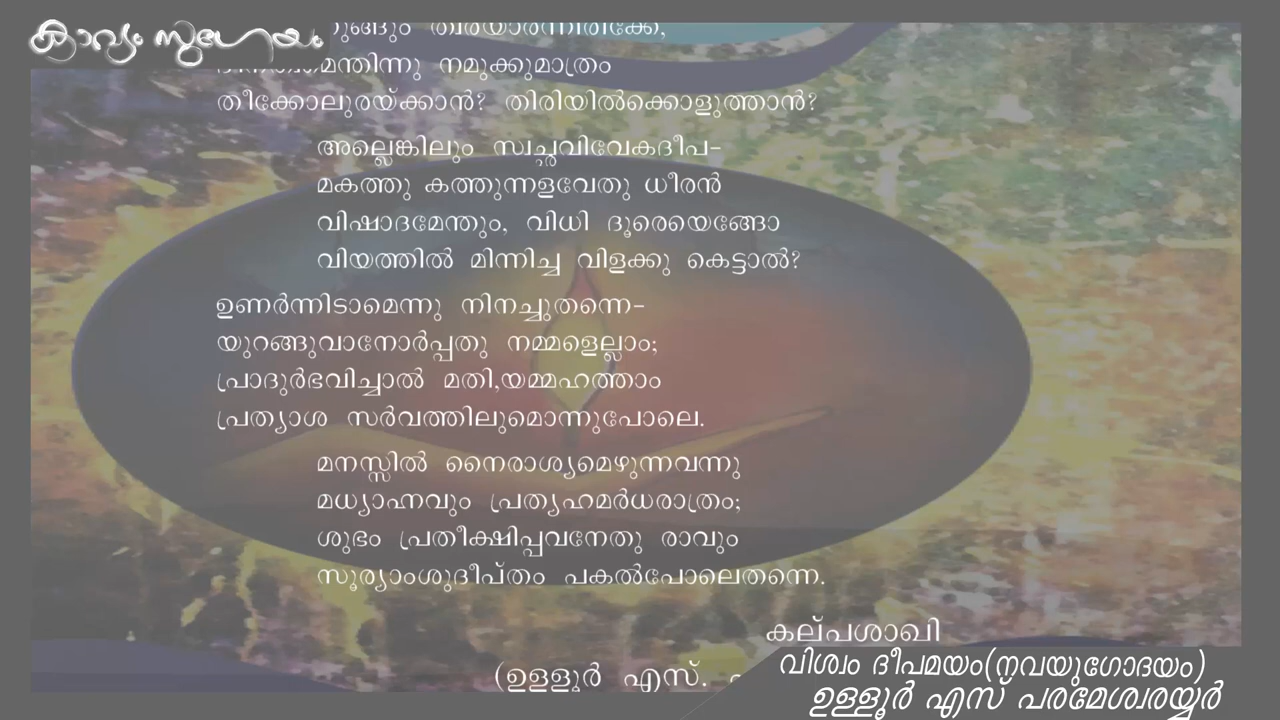 കാവ്യം സുഗേയം
നമുക്കുമാത്രം
തീക്കോലുരയ്ക്കാൻ? തിരിയിൽക്കൊളുത്താൻ?
അല്ലെങ്കിലും സ്വച്ഛവിവേകദീപ–
മകത്തു കത്തുന്നളവേതു ധീരൻ
വിഷാദമേന്തും, വിധി ദൂരെയെങ്ങോ
വിയത്തിൽ മിന്നിച്ച വിളക്കു കെട്ടാൽ?
ഉണർന്നിടാമെന്നു നിനച്ചുതന്നെ–
യുറങ്ങുവാനോർപ്പതു നമ്മളെല്ലാം;
പ്രാദുർഭവിച്ചാൽ മതി,യമ്മഹത്താം
പ്രത്യാശ സർവത്തിലുമൊന്നുപോലെ.
മനസ്സിൽ നൈരാശ്യമെഴുന്നവന്നു
മധ്യാഹ്നവും പ്രത്യഹമർധരാത്രം;
ശുഭം പ്രതീക്ഷിപ്പവനേതു രാവും
സൂര്യാംശുദീപ്തം പകൽപോലെതന്നെ.
കല്പശാഖി
(ഉള്ളൂർ എസ്.
വിശ്വം ദീപമയം(നവയുഗോദയം)
ഉള്ളൂർ എസ് പരമേശ്വരയ്യർ